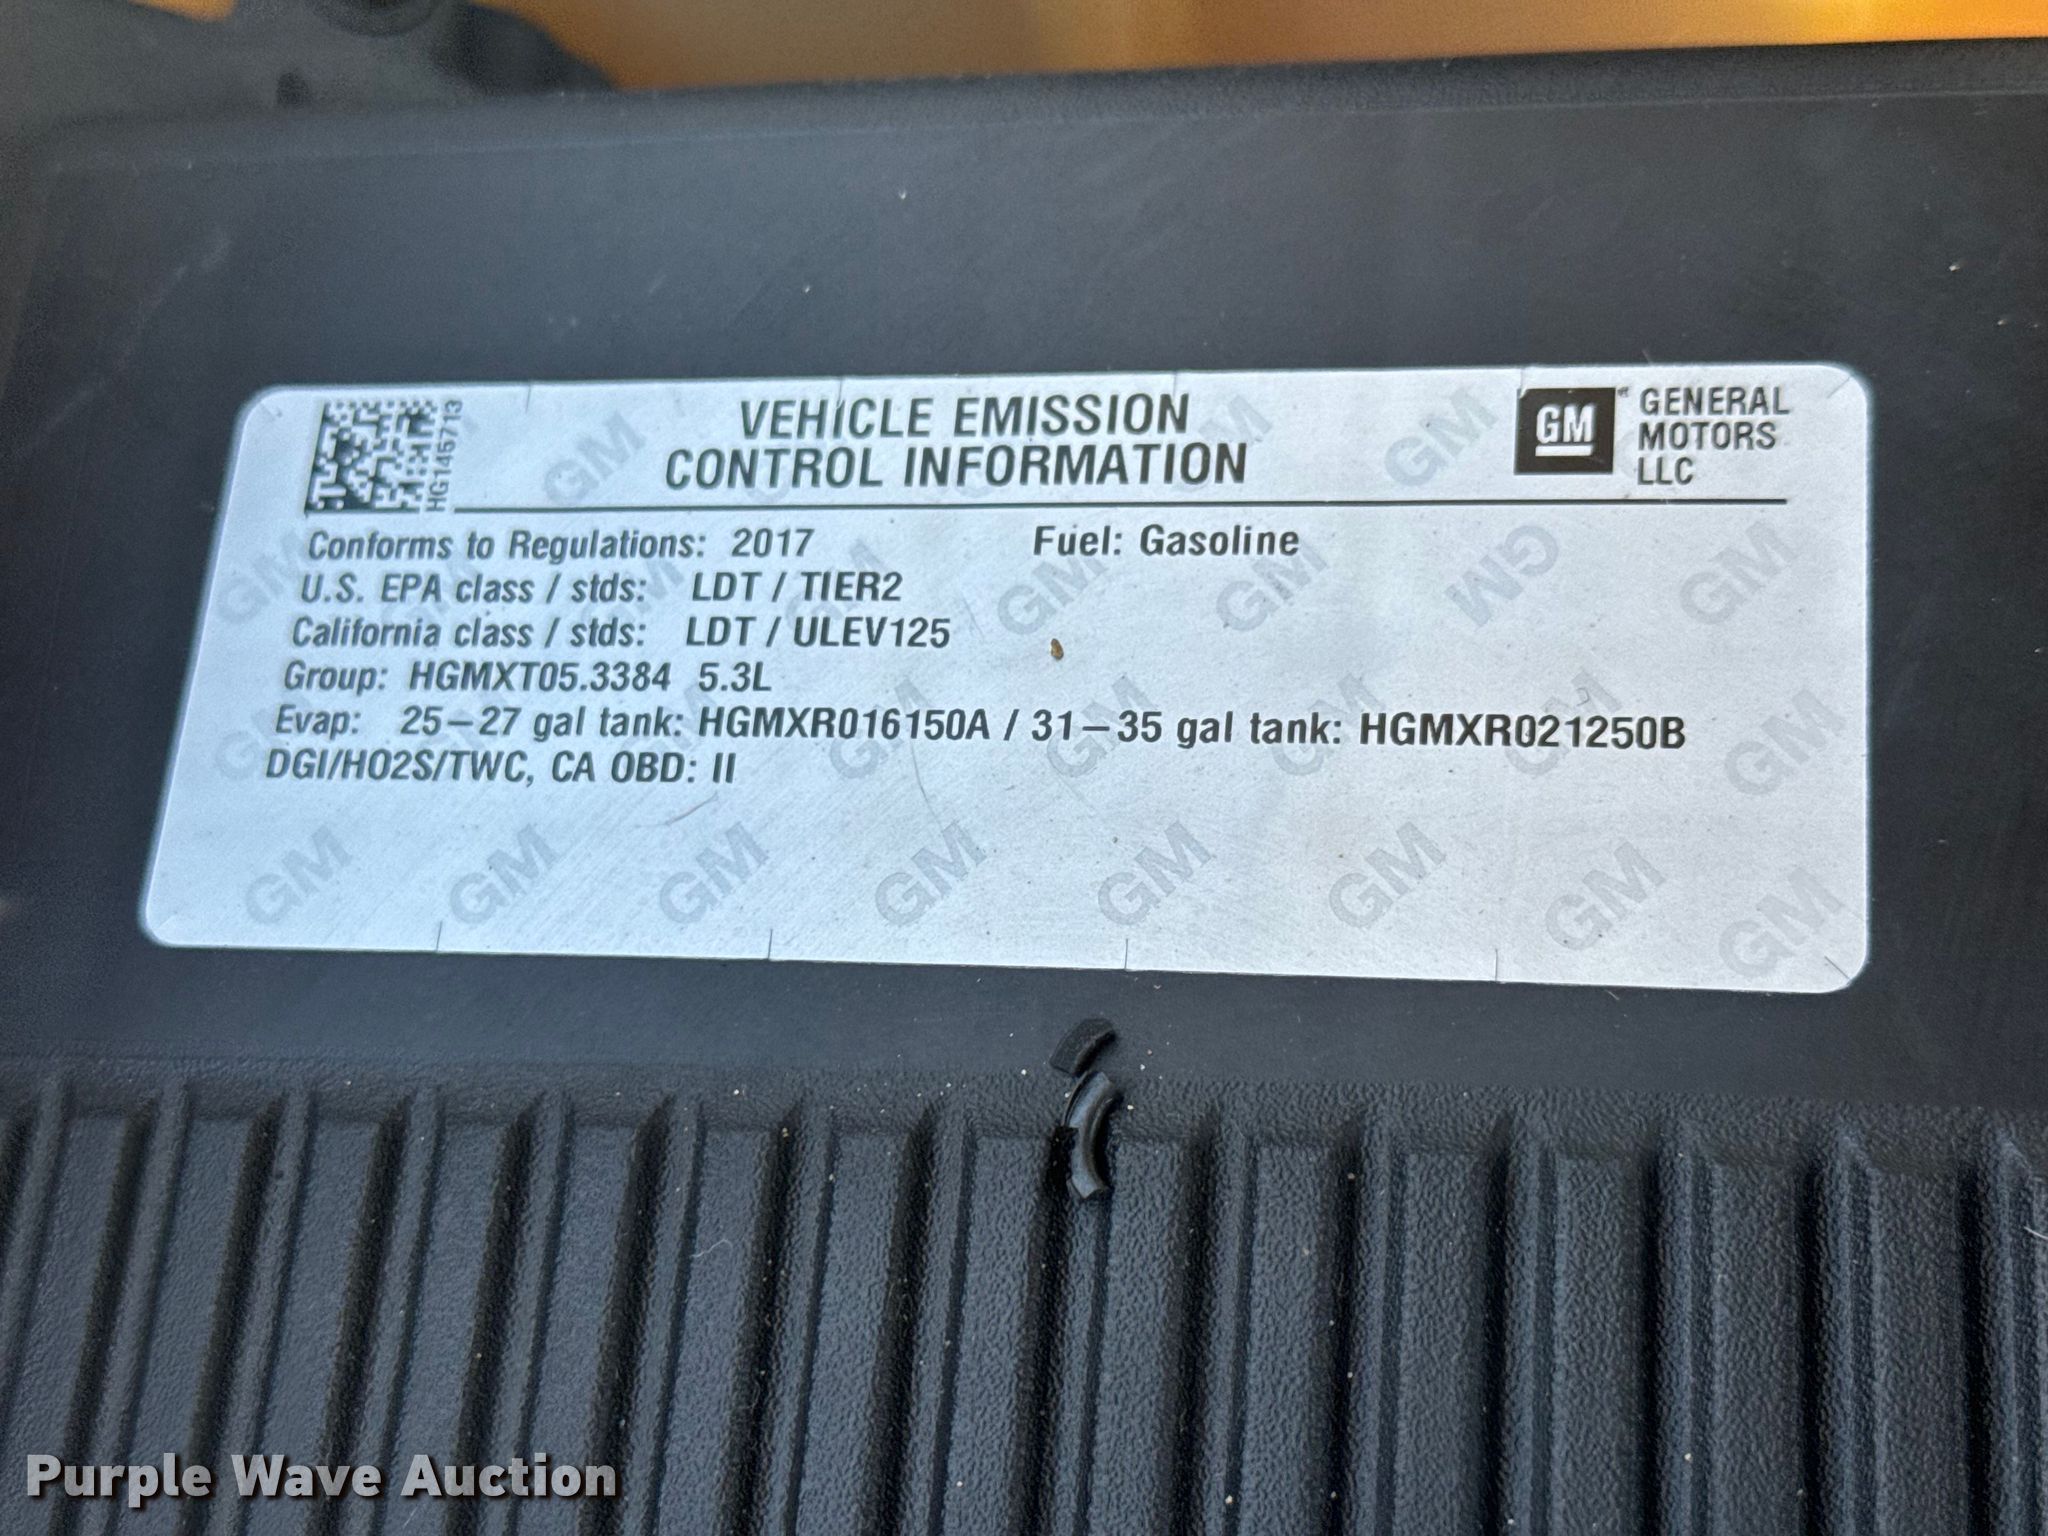 HG145713
VEHICLE EMISSION
CONTROL INFORMATION
GM
GENERAL
MOTORS
LLC
Conforms to Regulations: 2017 Fuel: Gasoline
U.S. EPA class / stds: LDT / TIER2
California class / stds: LDT / ULEV125
Group: HGMXT05.3384 5.3L
Evap: 25–27 gal tank: HGMXR016150A / 31–35 gal tank: HGMXR021250B
DGI/HO2S/TWC, CA OBD: II
Purple Wave Auction